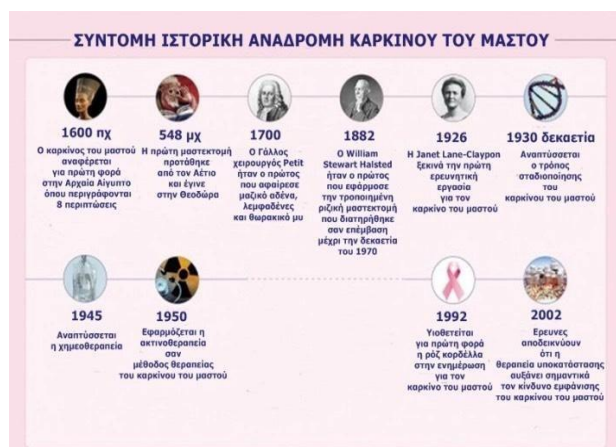 ΣΥΝΤΟΜΗ ΙΣΤΟΡΙΚΗ ΑΝΑΔΡΟΜΗ ΚΑΡΚΙΝΟΥ ΤΟΥ ΜΑΣΤΟΥ
1600 πχ
Ο καρκίνος του μαστού
αναφέρεται
για πρώτη φορά
στην Αρχαία Αίγυπτο
όπου περιγράφονται
8 περιπτώσεις
548 μχ
Η πρώτη μαστεκτομή
προτάθηκε
από τον Αέτιο
και έγινε
στην Θεοδώρα
1700
Ο Γάλλος
χειρουργός Petit
ήταν ο πρώτος
που αφαίρεσε
μαζικό αδένα,
λεμφαδένες
και θωρακικό μυ
1882
Ο William
Stewart Halsted
ήταν ο πρώτος
που εφάρμοσε
την τροποιημένη
ριζική μαστεκτομή
που διατηρήθηκε
σαν επέμβαση
μέχρι την δεκαετία
του 1970
1926
Η Janet Lane-Claypon
ξεκινά την πρώτη
ερευνητική
εργασία
για τον
καρκίνο του μαστού
1930 δεκαετία
Αναπτύσσεται
ο τρόπος
σταδιοποίησης
του
καρκίνου του μαστού
1945
Αναπτύσσεται
η χημειοθεραπεία
1950
Εφαρμόζεται η
ακτινοθεραπεία
σαν
μέθοδος θεραπείας
του καρκίνου του μαστού
1992
Υιοθετείται
για πρώτη φορά
η ρόζ κορδέλλα
στην ενημέρωση
για τον
καρκίνο του μαστού
2002
Ερευνες
αποδεικνύουν
ότι η
θεραπεία υποκατάστασης
αυξάνει σημαντικά
τον κίνδυνο εμφάνισης
του καρκίνου του μαστού